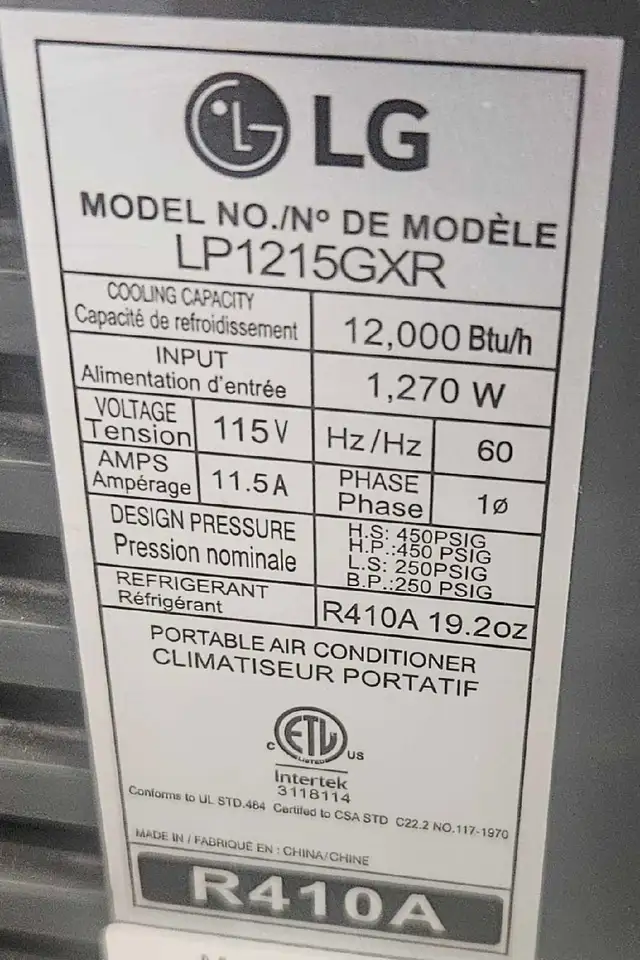 LG
MODEL NO./Nº DE MODÈLE
LP1215GXR
COOLING CAPACITY
Capacité de refroidissement
12,000 Btu/h
INPUT
Alimentation d'entrée
1,270 W
VOLTAGE
Tension
115V
Hz/Hz
60
AMPS
Ampérage
11.5A
PHASE
Phase
1ø
DESIGN PRESSURE
Pression nominale
H.S: 450PSIG
H.P.:450 PSIG
L.S: 250PSIG
B.P.:250 PSIG
REFRIGERANT
Réfrigérant
R410A 19.2oz
PORTABLE AIR CONDITIONER
CLIMATISEUR PORTATIF
C ETL US
LISTED
Intertek
3118114
Conforms to UL STD.484 Certifed to CSA STD C22.2 NO.117-1970
MADE IN / FABRIQUÉ EN : CHINA/CHINE
R410A